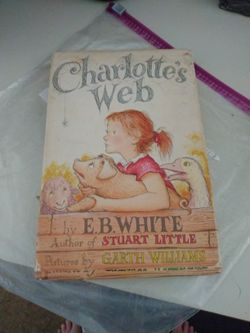 Charlotte's
Web
by E.B. WHITE
Author of STUART LITTLE
Pictures by GARTH WILLIAMS